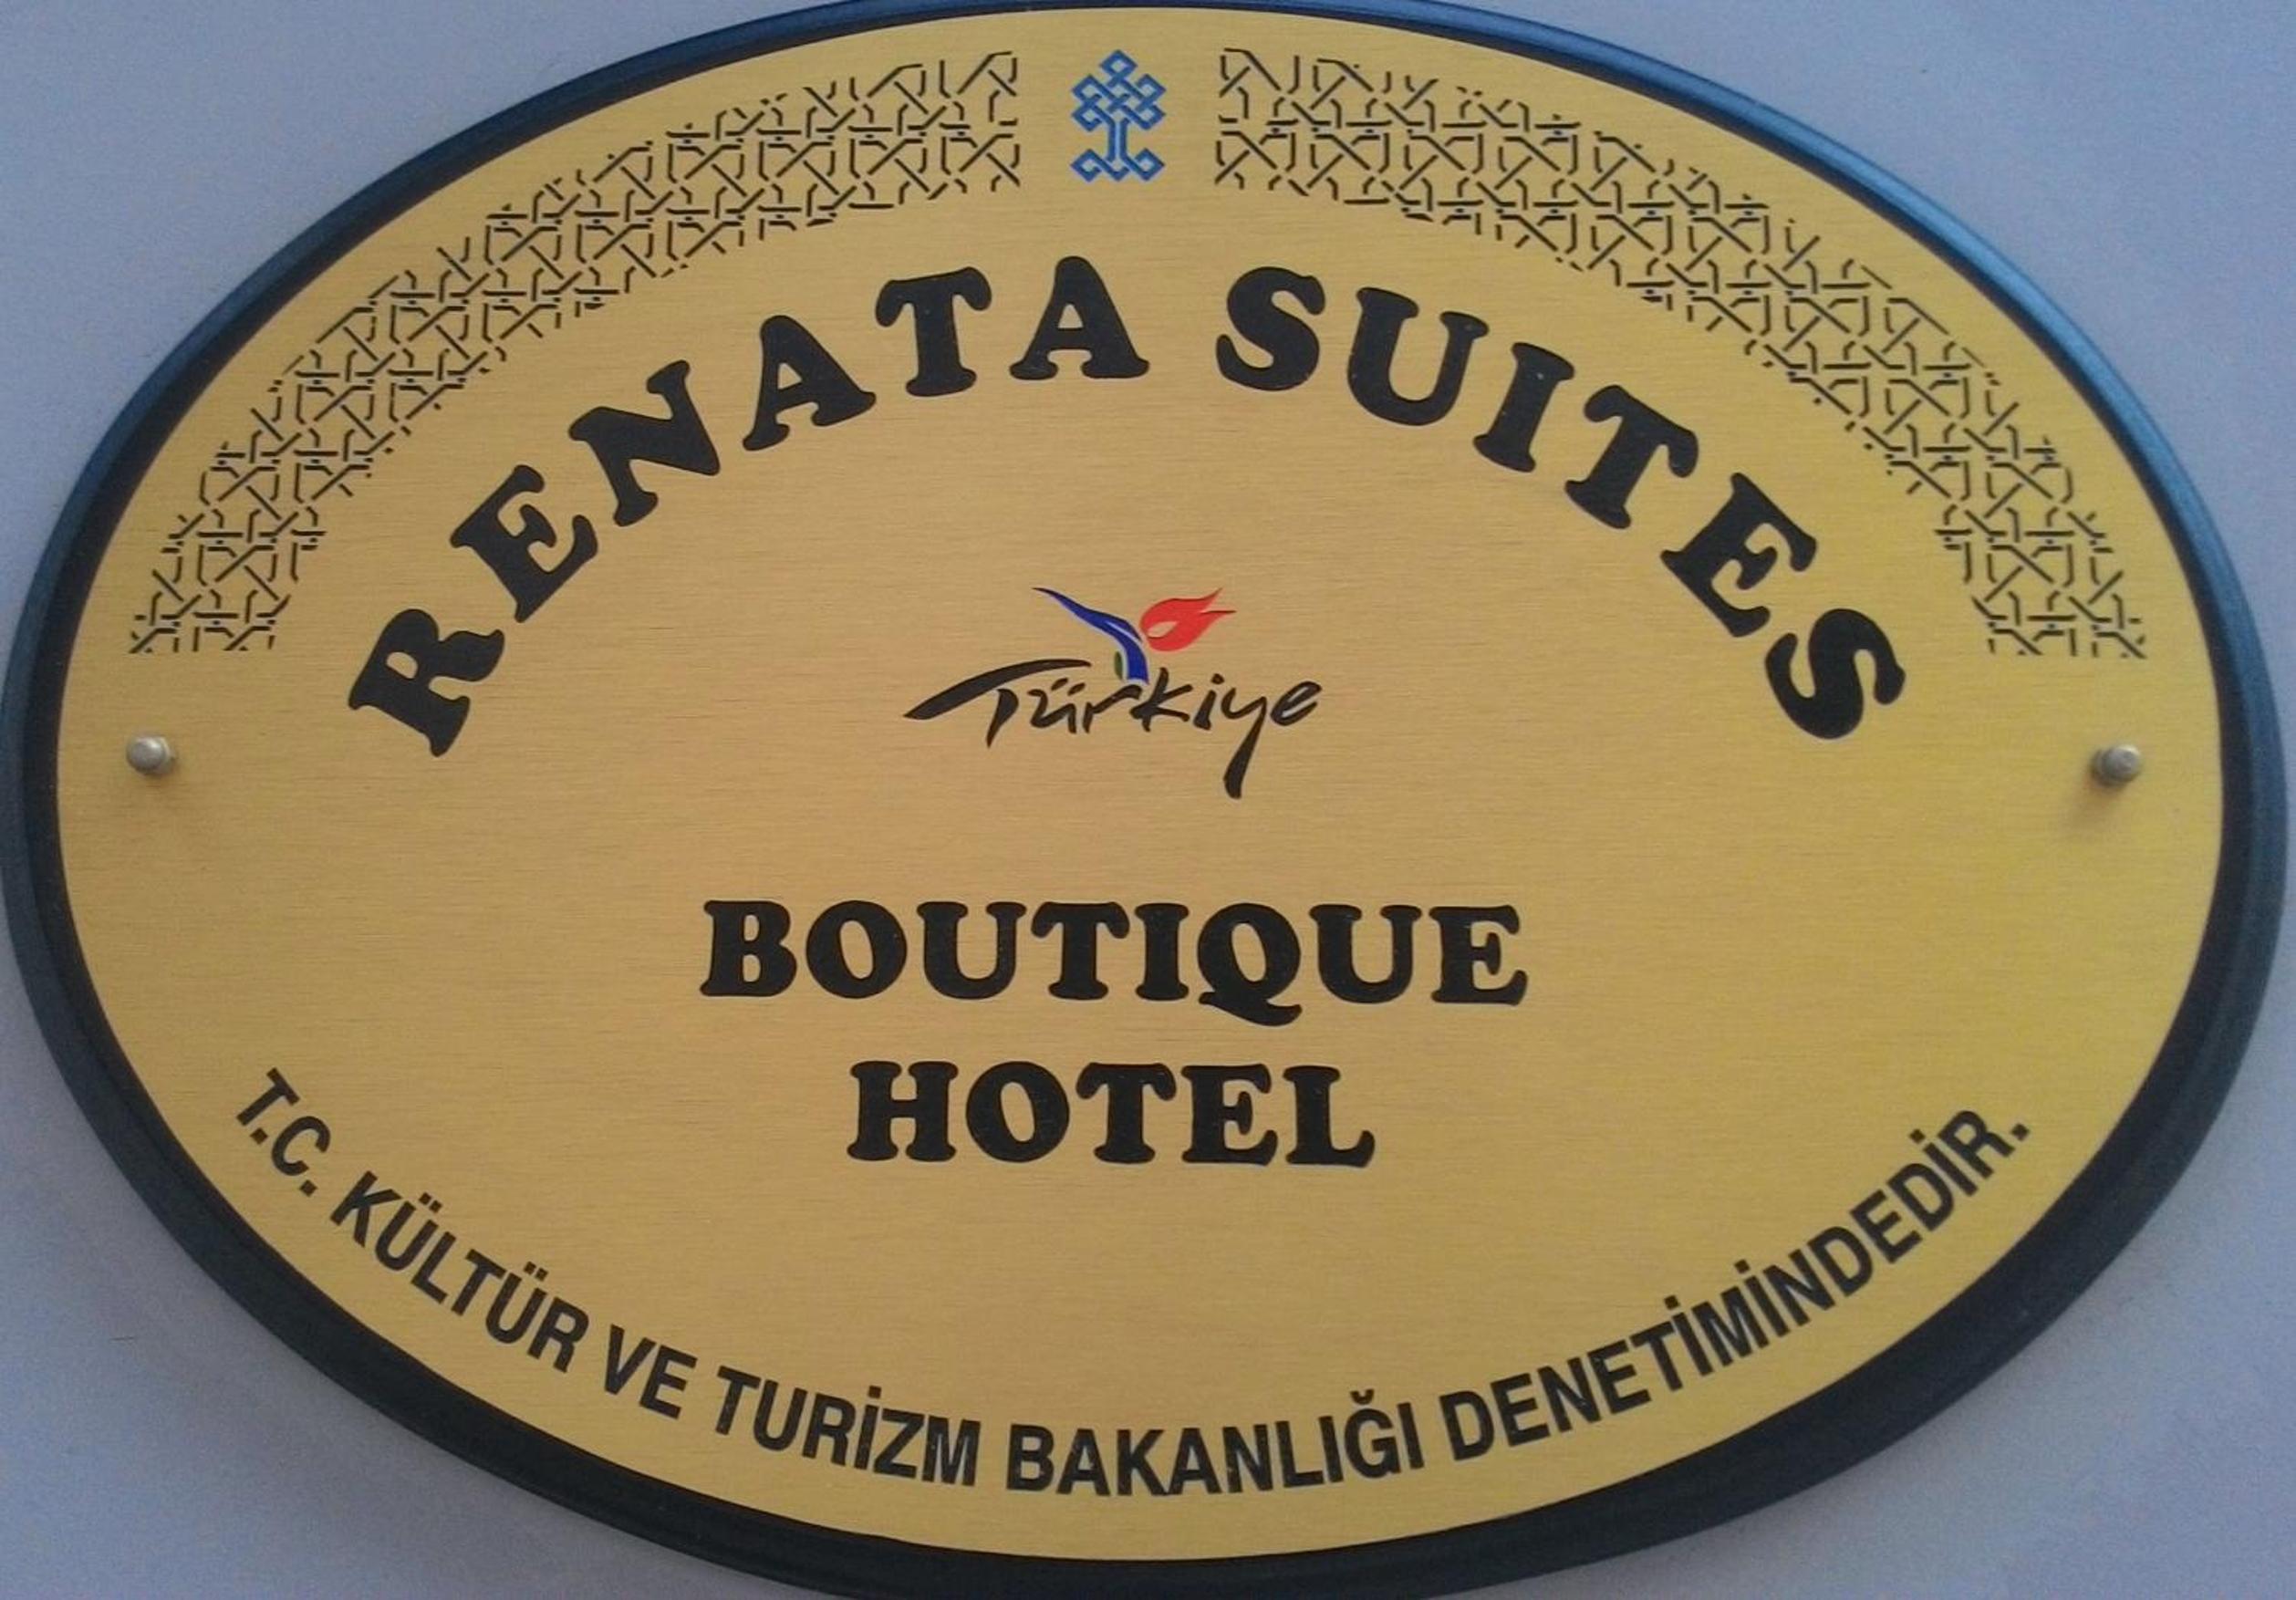 RENATA SUITES
Türkiye
BOUTIQUE
HOTEL
T.C. KÜLTÜR VE TURİZM BAKANLIĞI DENETİMİNDEDİR.